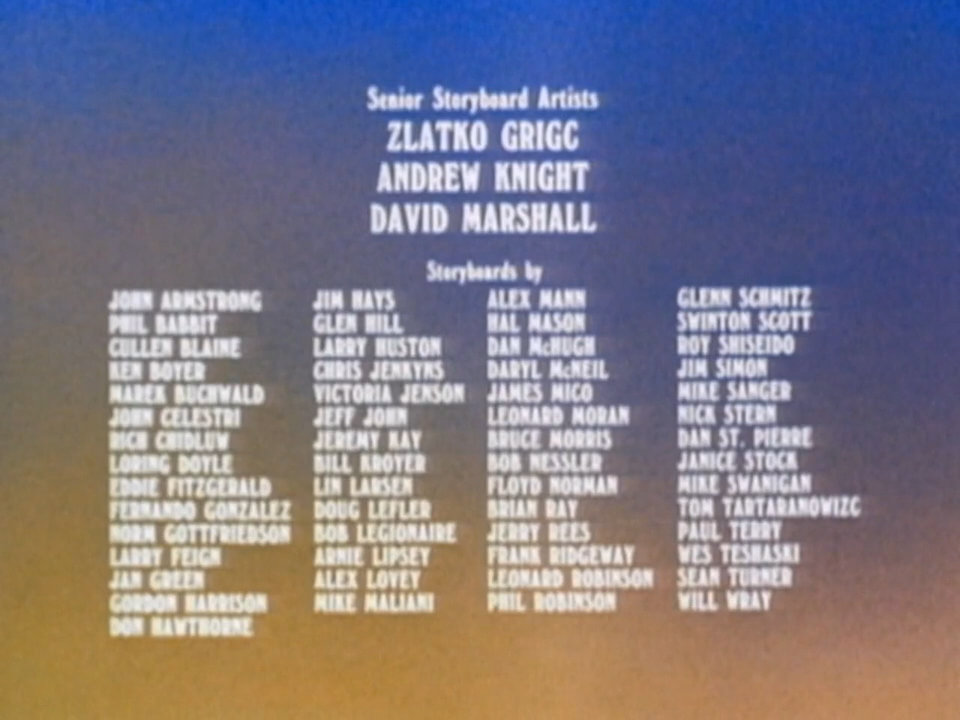 Senior Storyboard Artists
ZLATKO GRIGC
ANDREW KNIGHT
DAVID MARSHALL
Storyboards by
JOHN ARMSTRONG
PHIL BABBIT
CULLEN BLAINE
KEN BOYER
MAREK BUCHWALD
JOHN CELESTRI
RICH CHIDLUW
LORING DOYLE
EDDIE FITZGERALD
FERNANDO GONZALEZ
NORM GOTTFRIEDSON
LARRY FEIGN
JAN GREEN
GORDON HARRISON
DON HAWTHORNE
JIM HAYS
GLEN HILL
LARRY HUSTON
CHRIS JENKYNS
VICTORIA JENSON
JEFF JOHN
JEREMY KAY
BILL KROYER
LIN LARSEN
DOUG LEFLER
BOB LEGIONAIRE
ARNIE LIPSEY
ALEX LOVEY
MIKE MALIANI
ALEX MANN
HAL MASON
DAN McHUGH
DARYL McNEIL
JAMES MICO
LEONARD MORAN
BRUCE MORRIS
BOB NESSLER
FLOYD NORMAN
BRIAN RAY
JERRY REES
FRANK RIDGEWAY
LEONARD ROBINSON
PHIL ROBINSON
GLENN SCHMITZ
SWINTON SCOTT
ROY SHISEIDO
JIM SIMON
MIKE SANGER
NICK STERN
DAN ST. PIERRE
JANICE STOCK
MIKE SWANIGAN
TOM TARTARANOWIZC
PAUL TERRY
WES TESHASKI
SEAN TURNER
WILL WRAY